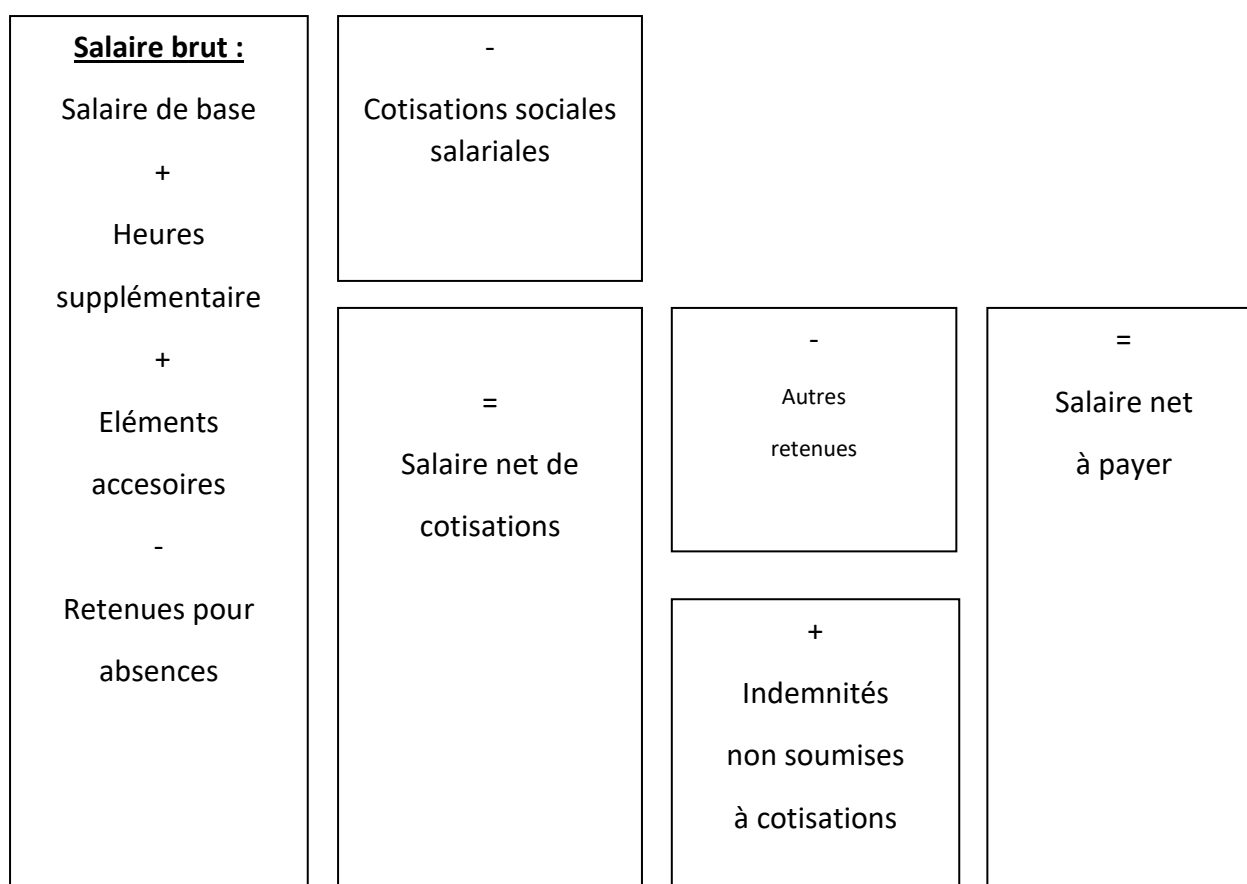 Salaire brut :
Salaire de base
+
Heures
supplémentaire
+
Eléments
accesoires
-
Retenues pour
absences
-
Cotisations sociales
salariales
=
Salaire net de
cotisations
-
Autres
retenues
+
Indemnités
non soumises
à cotisations
=
Salaire net
à payer